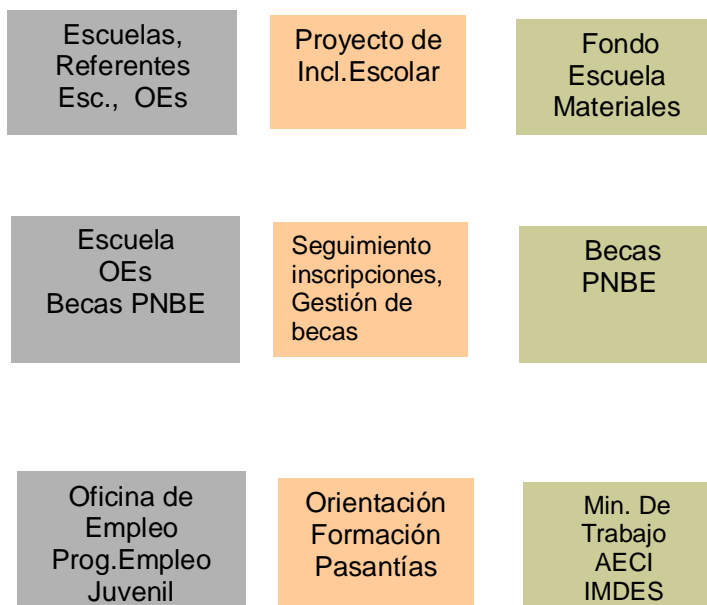 Escuelas,
Referentes
Esc., OEs
Proyecto de
Incl.Escolar
Fondo
Escuela
Materiales
Escuela
OEs
Becas PNBE
Seguimiento
inscripciones,
Gestión de
becas
Becas
PNBE
Oficina de
Empleo
Prog.Empleo
Juvenil
Orientación
Formación
Pasantías
Min. De
Trabajo
AECI
IMDES